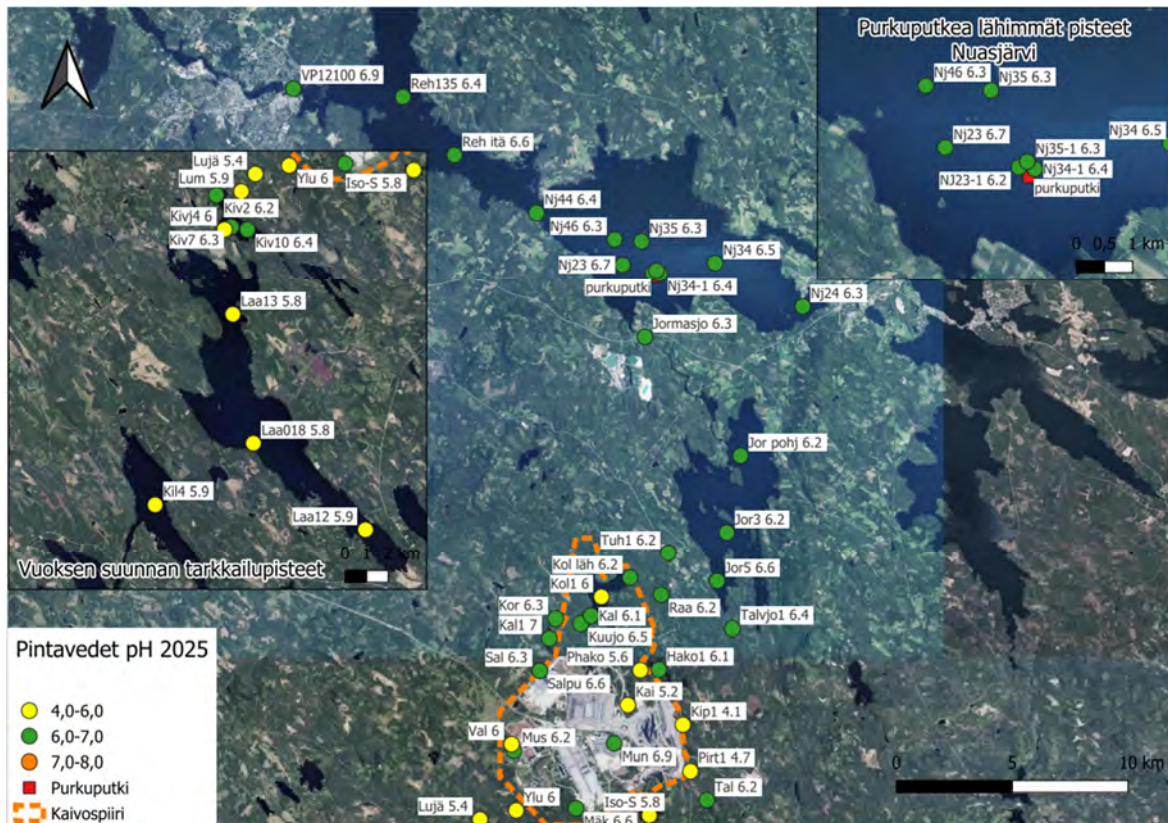 VP12100 6.9
Reh135 6.4
Reh itä 6.6
Nj44 6.4
Nj46 6.3
Nj35 6.3
Nj23 6.7
Nj34 6.5
purkuputki
Nj34-1 6.4
Nj24 6.3
Jormasjo 6.3
Jor pohj 6.2
Jor3 6.2
Tuh1 6.2
Kol läh 6.2
Jor5 6.6
Kol1 6
Raa 6.2
Kor 6.3
Kal 6.1
Talvjo1 6.4
Kal1 7
Kuujo 6.5
Sal 6.3
Phako 5.6
Hako1 6.1
Salpu 6.6
Kai 5.2
Kip1 4.1
Val 6
Mus 6.2
Mun 6.9
Pirt1 4.7
Tal 6.2
Lujä 5.4
Ylu 6
Iso-S 5.8
Mäk 6.6
0 5 10 km
Purkuputkea lähimmät pisteet
Nuasjärvi
Nj46 6.3
Nj35 6.3
Nj23 6.7
Nj34 6.5
Nj35-1 6.3
NJ23-1 6.2
Nj34-1 6.4
purkuputki
0 0,5 1 km
Lujä 5.4
Ylu 6
Iso-S 5.8
Lum 5.9
Kiv2 6.2
Kivj4 6
Kiv7 6.3
Kiv10 6.4
Laa13 5.8
Laa018 5.8
Kil4 5.9
Laa12 5.9
0 1 2 km
Vuoksen suunnan tarkkailupisteet
Pintavedet pH 2025
4,0-6,0
6,0-7,0
7,0-8,0
Purkuputki
Kaivospiiri